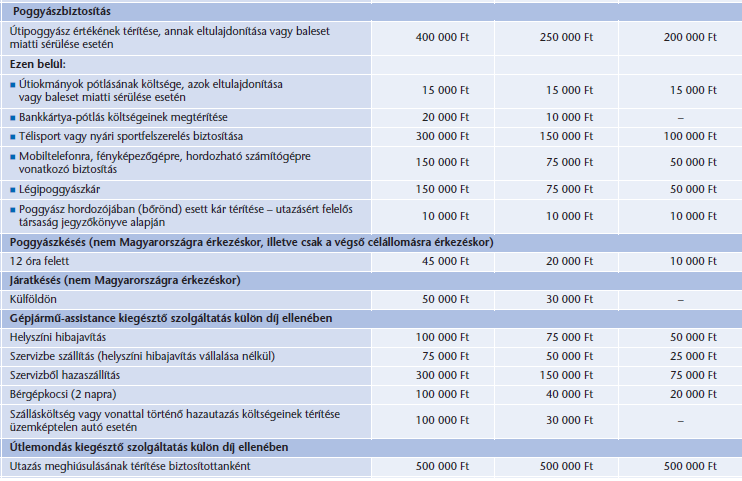 Poggyászbiztosítás
Útipoggyász értékének térítése, annak eltulajdonítása vagy baleset
miatti sérülése esetén 400 000 Ft 250 000 Ft 200 000 Ft
Ezen belül:
■ Útiokmányok pótlásának költsége, azok eltulajdonítása
vagy baleset miatti sérülése esetén 15 000 Ft 15 000 Ft 15 000 Ft
■ Bankkártya-pótlás költségeinek megtérítése 20 000 Ft 10 000 Ft –
■ Télisport vagy nyári sportfelszerelés biztosítása 300 000 Ft 150 000 Ft 100 000 Ft
■ Mobiltelefonra, fényképezőgépre, hordozható számítógépre
vonatkozó biztosítás 150 000 Ft 75 000 Ft 50 000 Ft
■ Légipoggyászkár 150 000 Ft 75 000 Ft 50 000 Ft
■ Poggyász hordozójában (bőrönd) esett kár térítése – utazásért felelős
társaság jegyzőkönyve alapján 10 000 Ft 10 000 Ft 10 000 Ft
Poggyászkésés (nem Magyarországra érkezéskor, illetve csak a végső célállomásra érkezéskor)
12 óra felett 45 000 Ft 20 000 Ft 10 000 Ft
Járatkésés (nem Magyarországra érkezéskor)
Külföldön 50 000 Ft 30 000 Ft –
Gépjármű-assistance kiegésztő szolgáltatás külön díj ellenében
Helyszíni hibajavítás 100 000 Ft 75 000 Ft 50 000 Ft
Szervizbe szállítás (helyszíni hibajavítás vállalása nélkül) 75 000 Ft 50 000 Ft 25 000 Ft
Szervizből hazaszállítás 300 000 Ft 150 000 Ft 75 000 Ft
Bérgépkocsi (2 napra) 100 000 Ft 40 000 Ft 20 000 Ft
Szállásköltség vagy vonattal történő hazautazás költségeinek térítése
üzemképtelen autó esetén 100 000 Ft 30 000 Ft –
Útlemondás kiegésztő szolgáltatás külön díj ellenében
Utazás meghiúsulásának térítése biztosítottanként 500 000 Ft 500 000 Ft 500 000 Ft